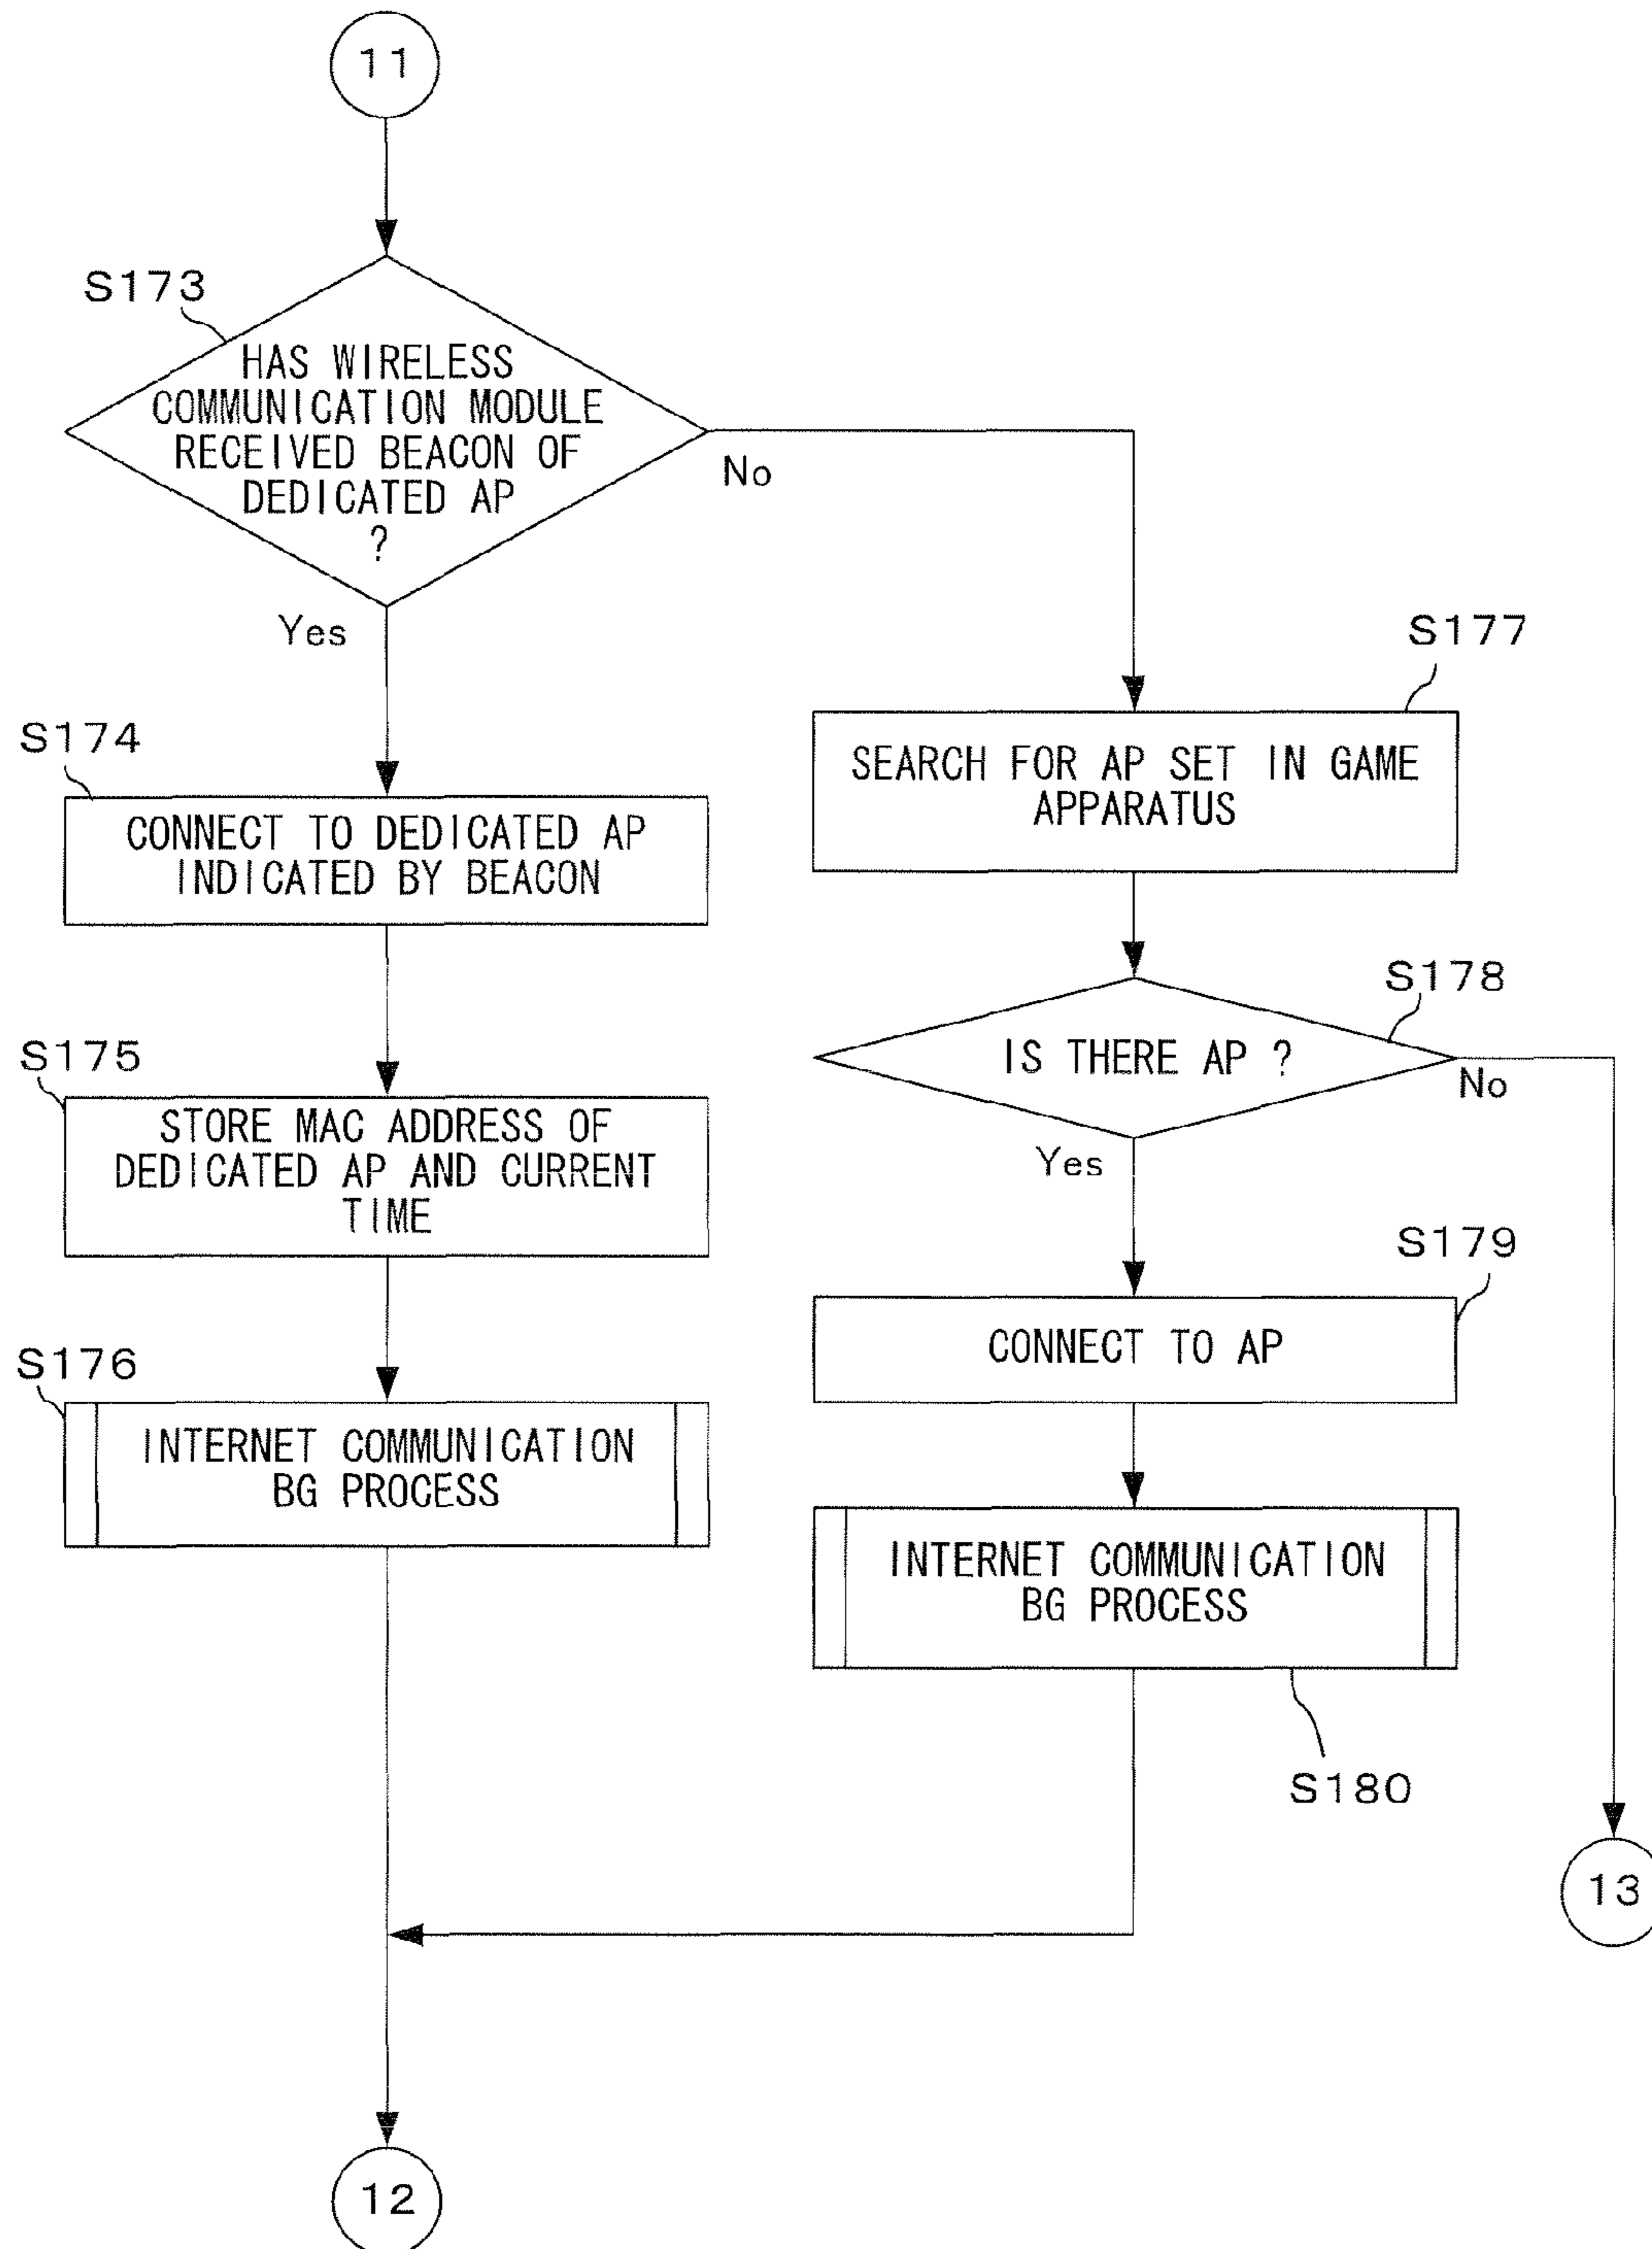 11
S173
HAS WIRELESS
COMMUNICATION MODULE
RECEIVED BEACON OF
DEDICATED AP
?
No
Yes
S174
CONNECT TO DEDICATED AP
INDICATED BY BEACON
S175
STORE MAC ADDRESS OF
DEDICATED AP AND CURRENT
TIME
S176
INTERNET COMMUNICATION
BG PROCESS
S177
SEARCH FOR AP SET IN GAME
APPARATUS
S178
IS THERE AP ?
No
Yes
S179
CONNECT TO AP
INTERNET COMMUNICATION
BG PROCESS
S180
13
12